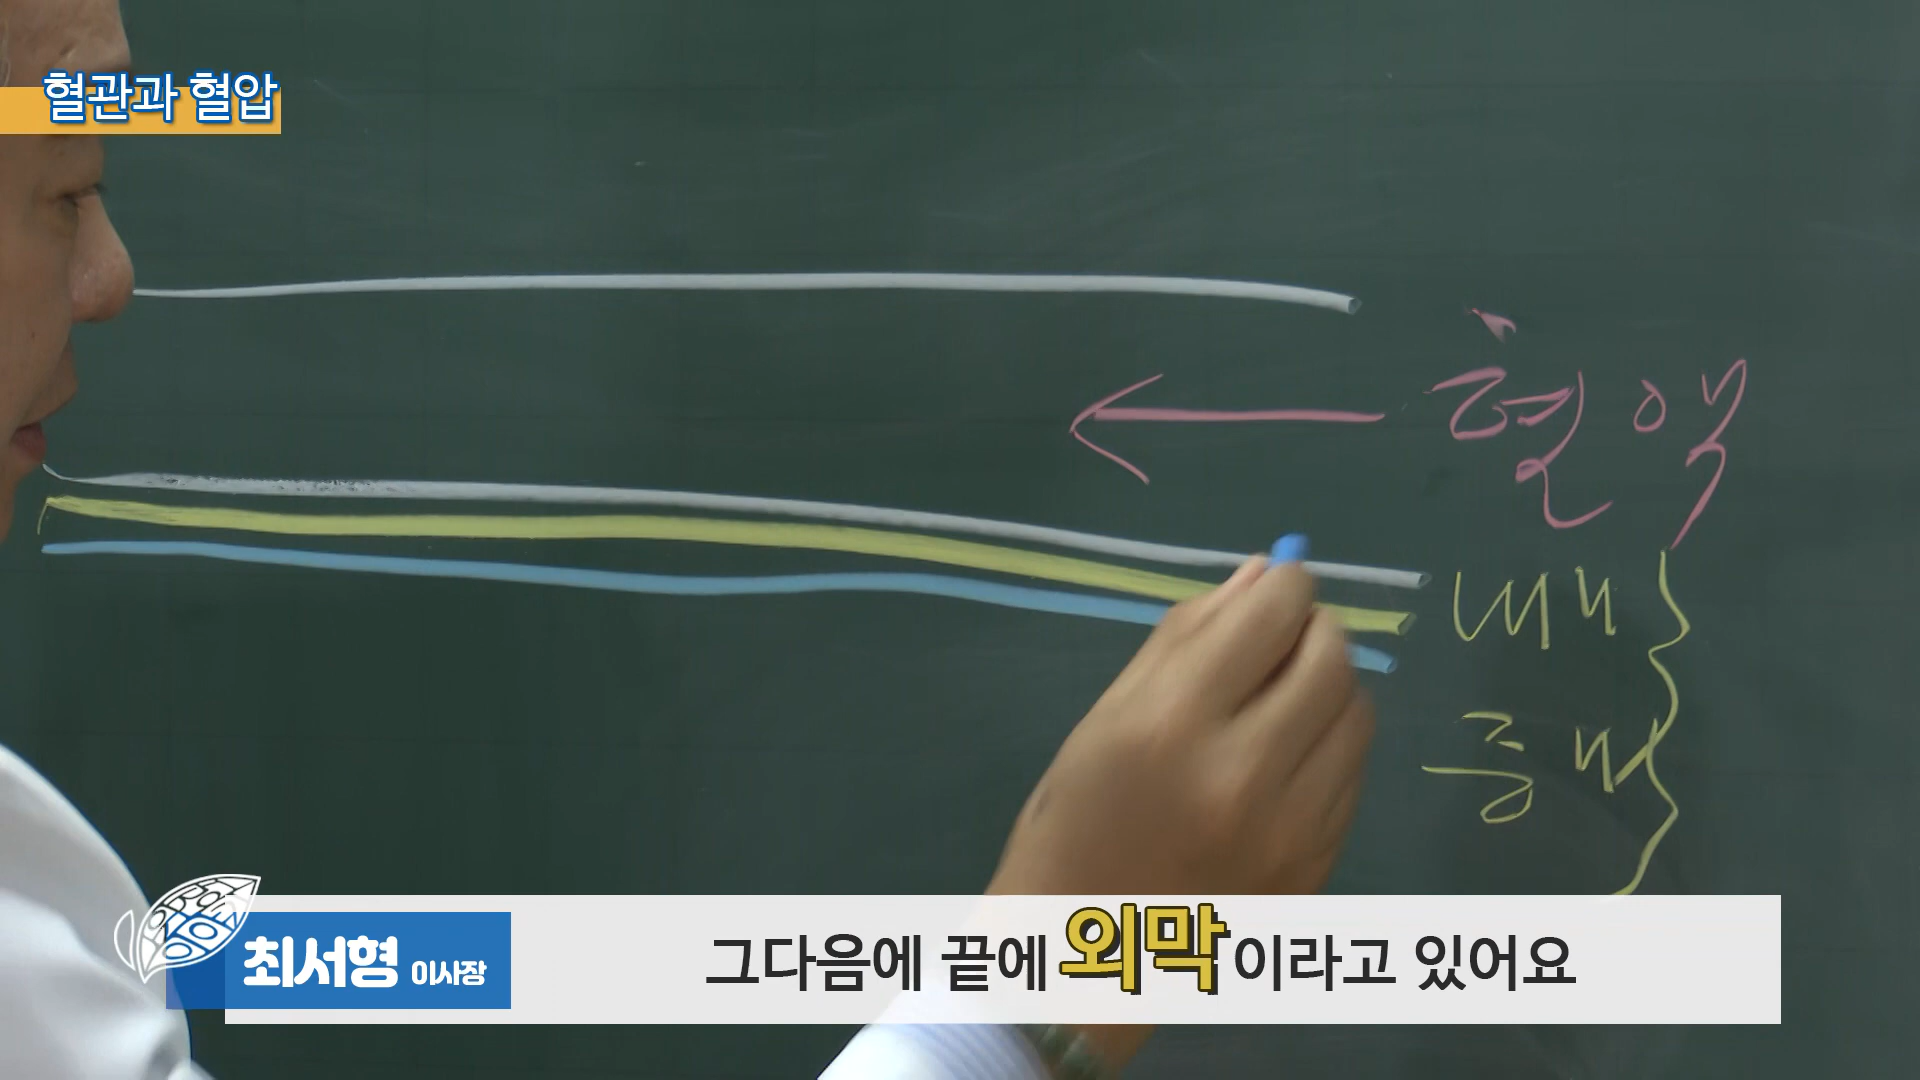 혈관과 혈압
혈액
내막
중막
최서형 이사장
그다음에 끝에 외막이라고 있어요